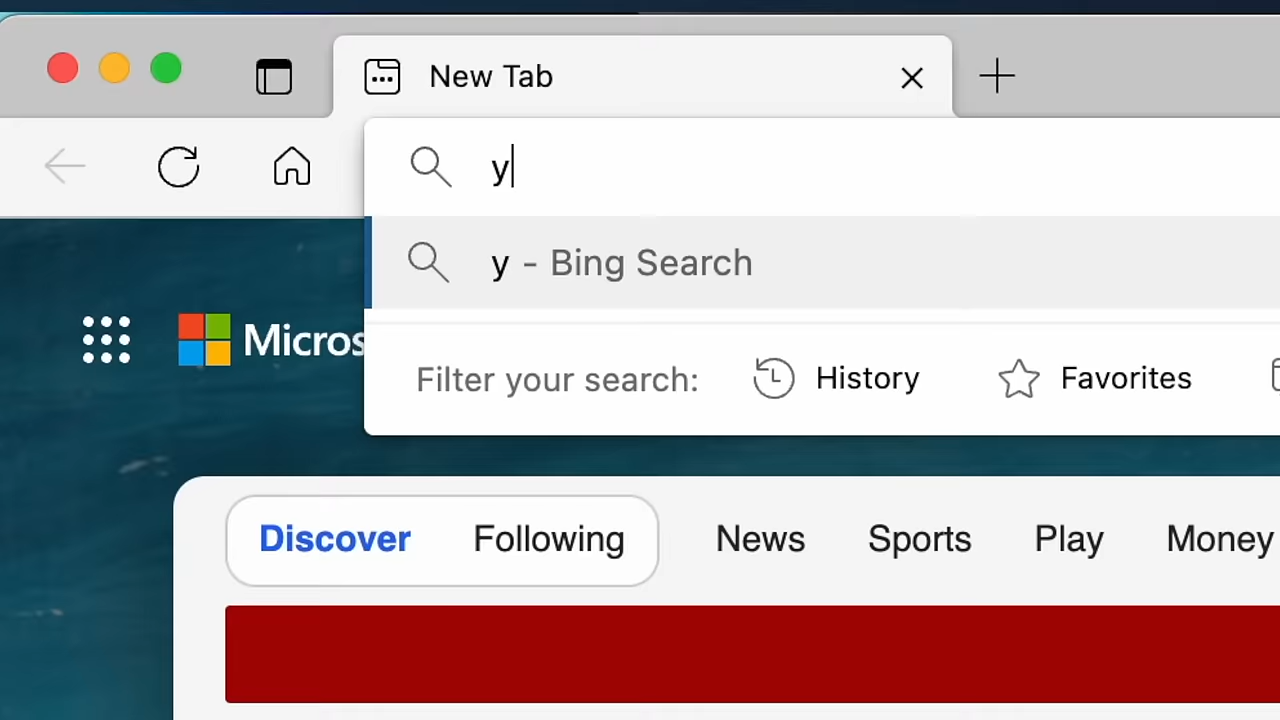 New Tab
y
y - Bing Search
Micros
Filter your search: History Favorites
Discover Following News Sports Play Money